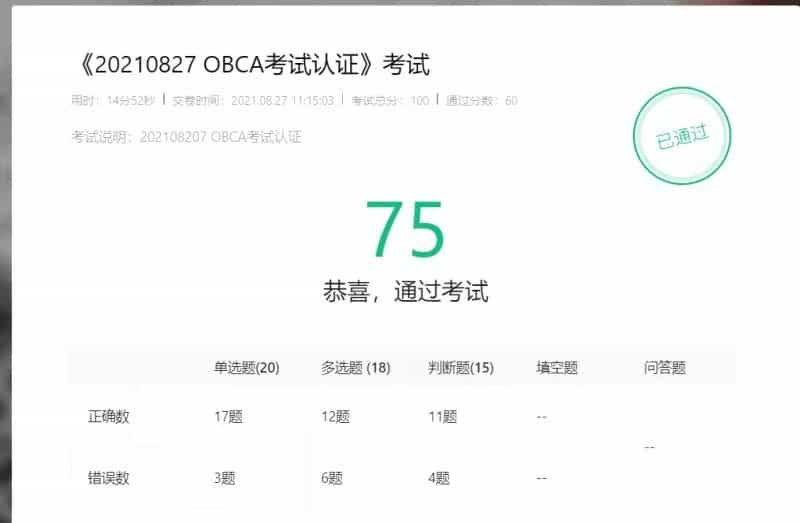 《20210827 OBCA考试认证》考试
用时：14分52秒 | 交卷时间：2021.08.27 11:15:03 | 考试总分：100 | 通过分数：60
考试说明：202108207 OBCA考试认证
已通过
75
恭喜，通过考试
单选题(20) 多选题 (18) 判断题(15) 填空题 问答题
正确数 17题 12题 11题 --
--
错误数 3题 6题 4题 --